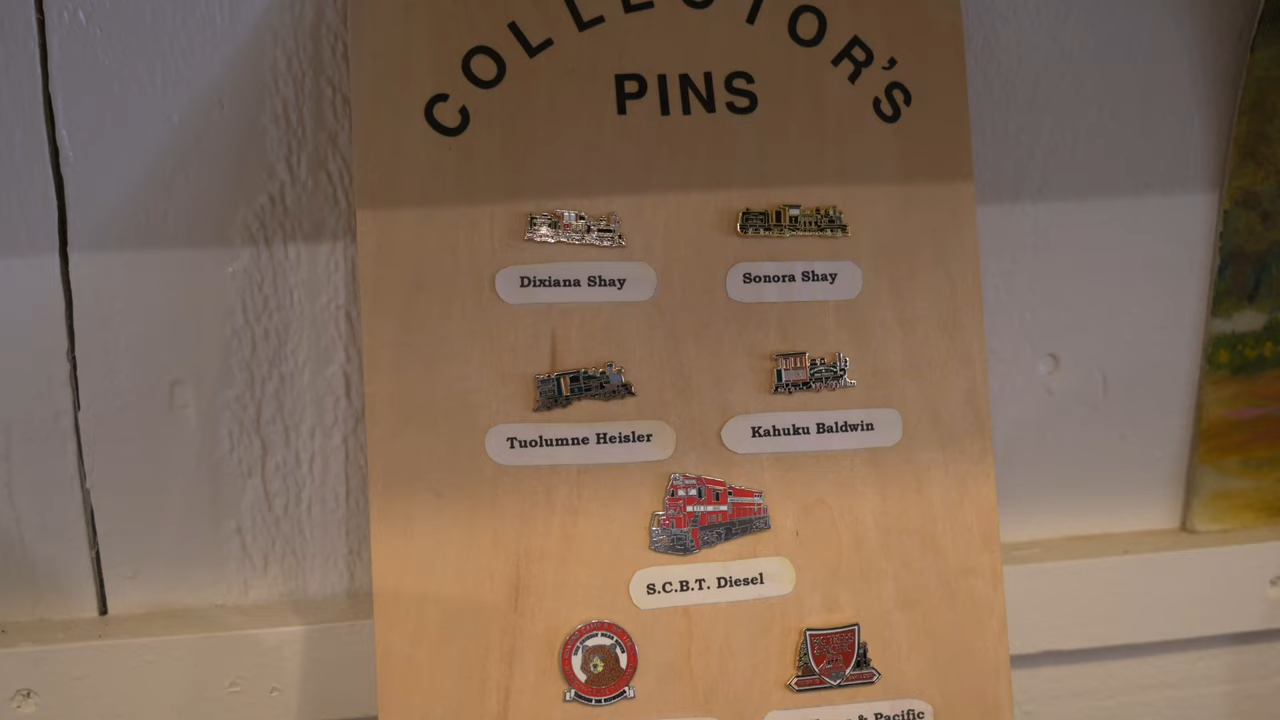 COLLECTOR'S
PINS
Dixiana Shay
Sonora Shay
Tuolumne Heisler
Kahuku Baldwin
S.C.B.T. Diesel
& Pacific